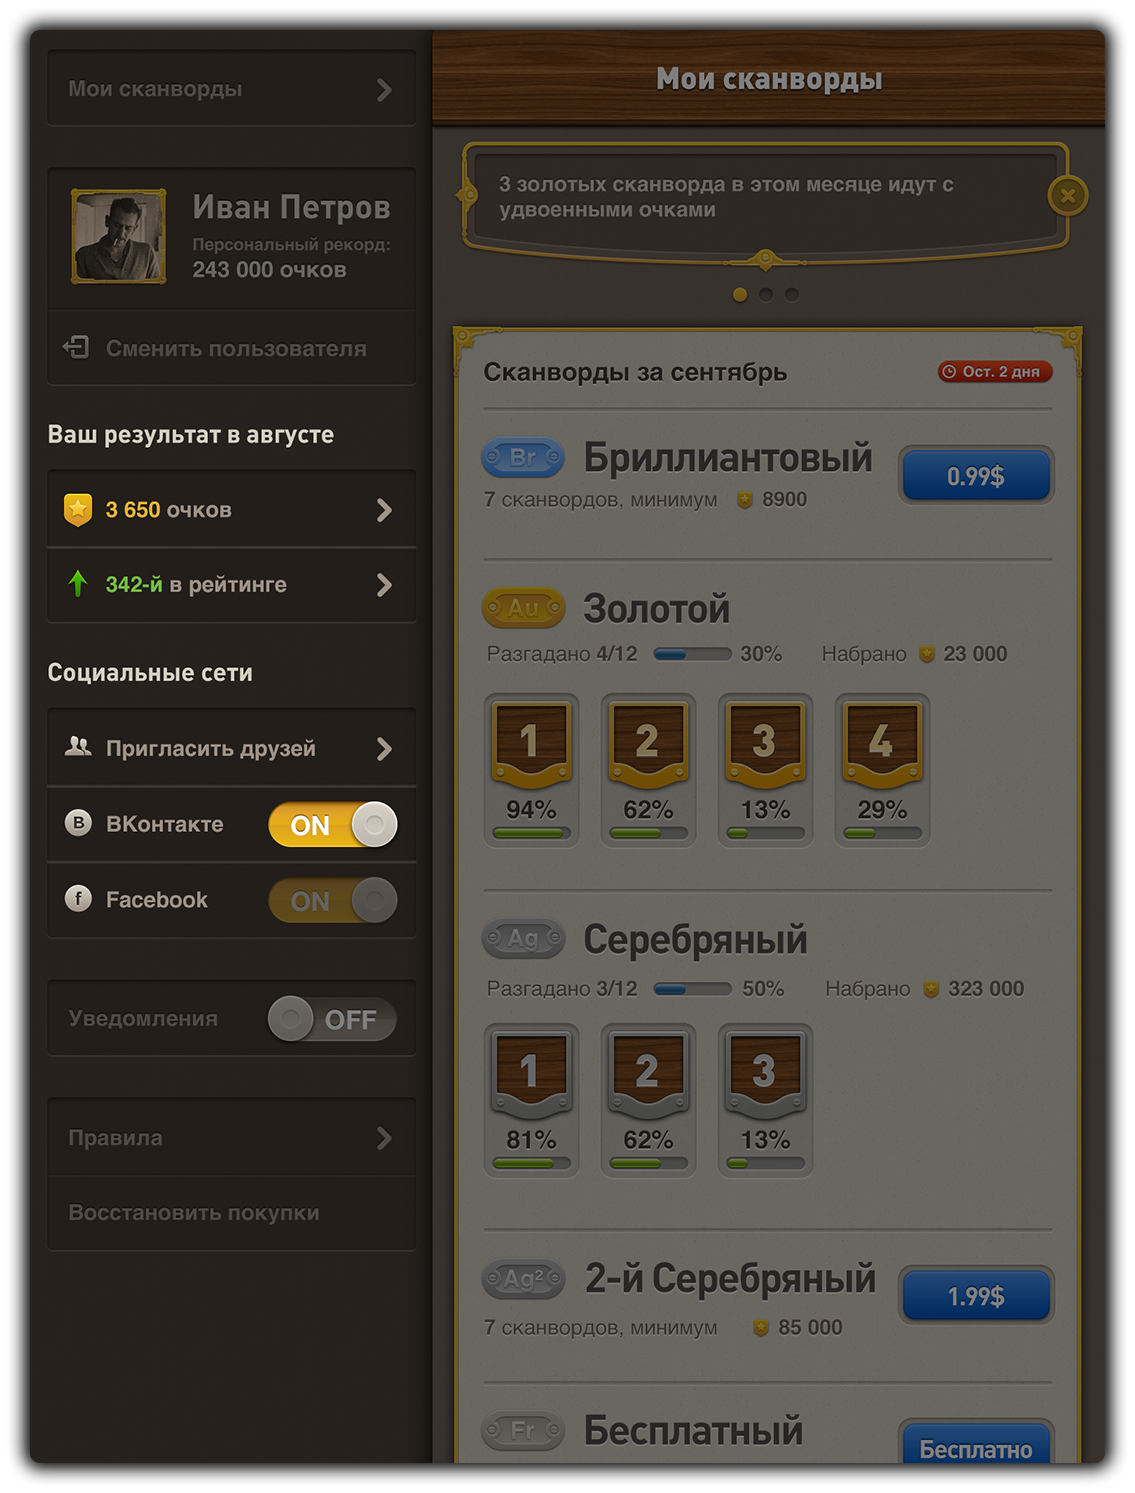 Мои сканворды
Иван Петров
Персональный рекорд:
243 000 очков
Сменить пользователя
Ваш результат в августе
3 650 очков
342-й в рейтинге
Социальные сети
Пригласить друзей
В
ВКонтакте
ON
f
Facebook
ON
Уведомления
OFF
Правила
Восстановить покупки
Мои сканворды
3 золотых сканворда в этом месяце идут с
удвоенными очками
Сканворды за сентябрь
Ост. 2 дня
Br
Бриллиантовый
0.99$
7 сканвордов, минимум 8900
Au
Золотой
Разгадано 4/12 30% Набрано 23 000
1 2 3 4
94% 62% 13% 29%
Ag
Серебряный
Разгадано 3/12 50% Набрано 323 000
1 2 3
81% 62% 13%
Ag²
2-й Серебряный
1.99$
7 сканвордов, минимум 85 000
Fr
Бесплатный
Бесплатно